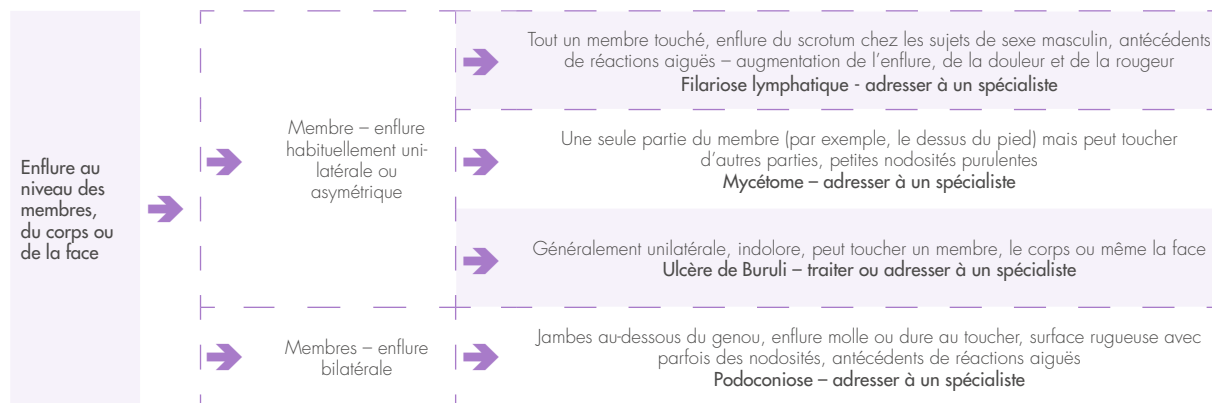 Enflure au
niveau des
membres,
du corps ou
de la face
Membre – enflure
habituellement uni-
latérale ou
asymétrique
Tout un membre touché, enflure du scrotum chez les sujets de sexe masculin, antécédents
de réactions aiguës – augmentation de l’enflure, de la douleur et de la rougeur
Filariose lymphatique - adresser à un spécialiste
Une seule partie du membre (par exemple, le dessus du pied) mais peut toucher
d’autres parties, petites nodosités purulentes
Mycétome – adresser à un spécialiste
Généralement unilatérale, indolore, peut toucher un membre, le corps ou même la face
Ulcère de Buruli – traiter ou adresser à un spécialiste
Membres – enflure
bilatérale
Jambes au-dessous du genou, enflure molle ou dure au toucher, surface rugueuse avec
parfois des nodosités, antécédents de réactions aiguës
Podoconiose – adresser à un spécialiste